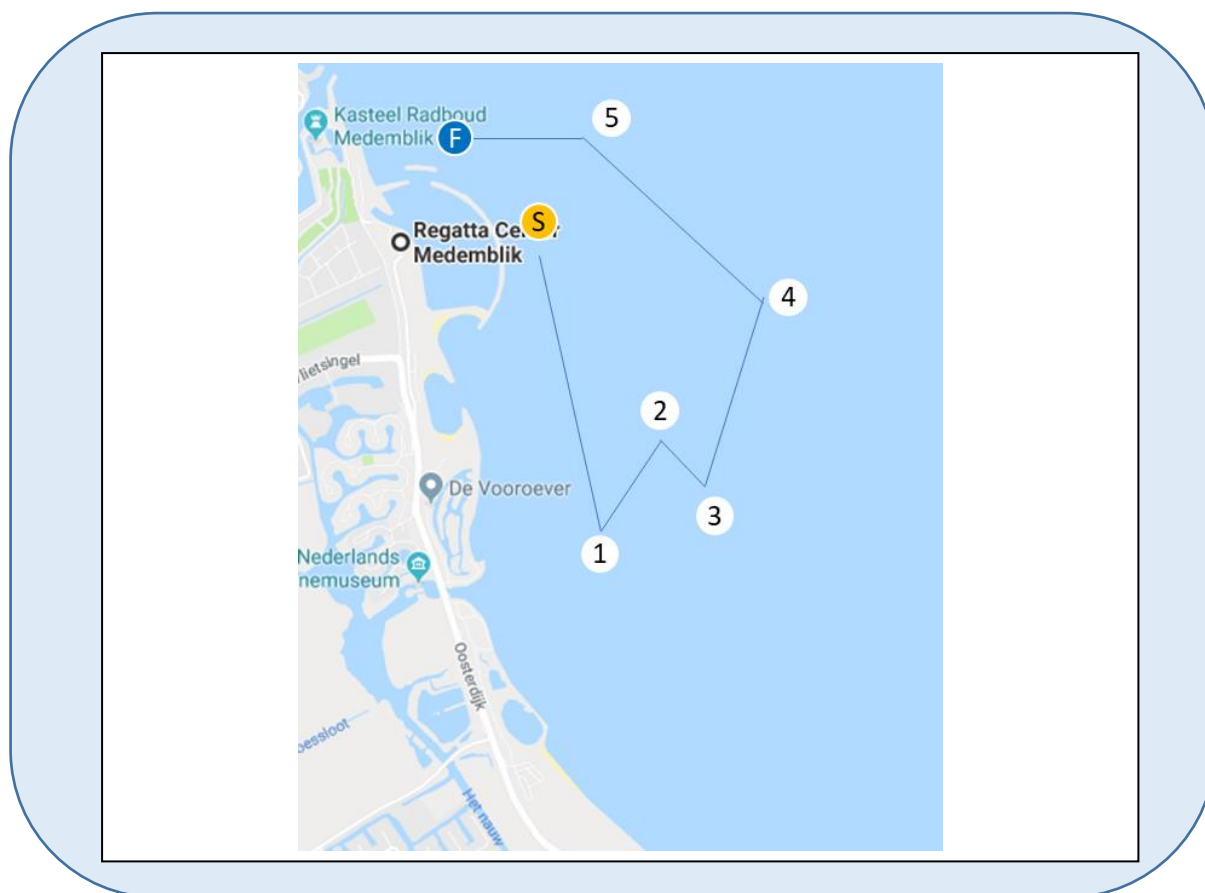 Kasteel Radboud
Medemblik
F
5
S
Regatta Ce
Medemblik
4
lietsingel
2
De Vooroever
3
1
Nederlands
nemuseum
Oosterdijk
oessloot
Het nauw